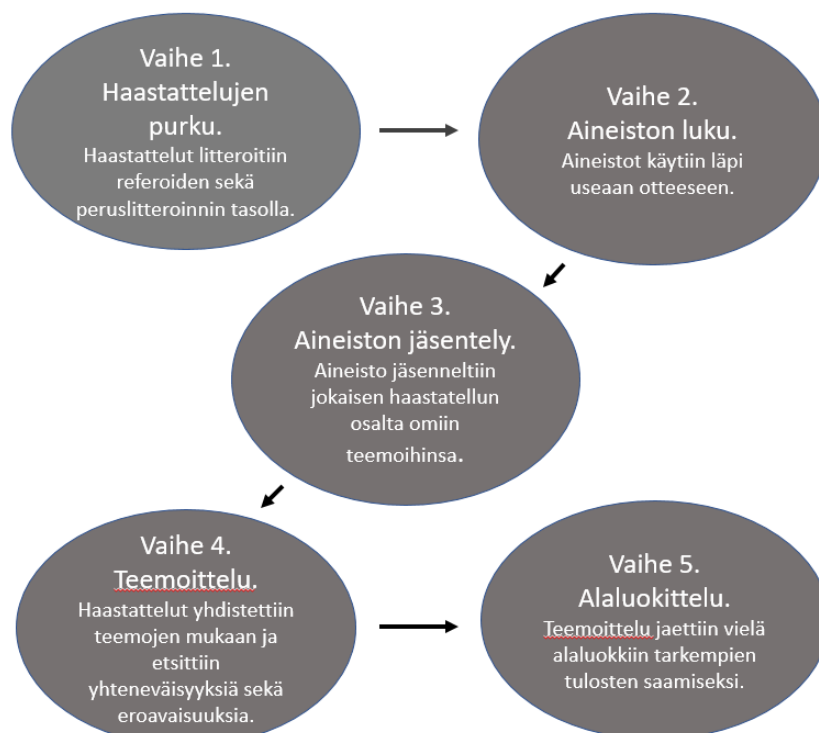 Vaihe 1.
Haastattelujen
purku.
Haastattelut litteroitiin
referoiden sekä
peruslitteroinnin tasolla.
Vaihe 2.
Aineiston luku.
Aineistot käytiin läpi
useaan otteeseen.
Vaihe 3.
Aineiston jäsentely.
Aineisto jäsenneltiin
jokaisen haastatellun
osalta omiin
teemoihinsa.
Vaihe 4.
Teemoittelu.
Haastattelut yhdistettiin
teemojen mukaan ja
etsittiin
yhteneväisyyksiä sekä
eroavaisuuksia.
Vaihe 5.
Alaluokittelu.
Teemoittelu jaettiin vielä
alaluokkiin tarkempien
tulosten saamiseksi.